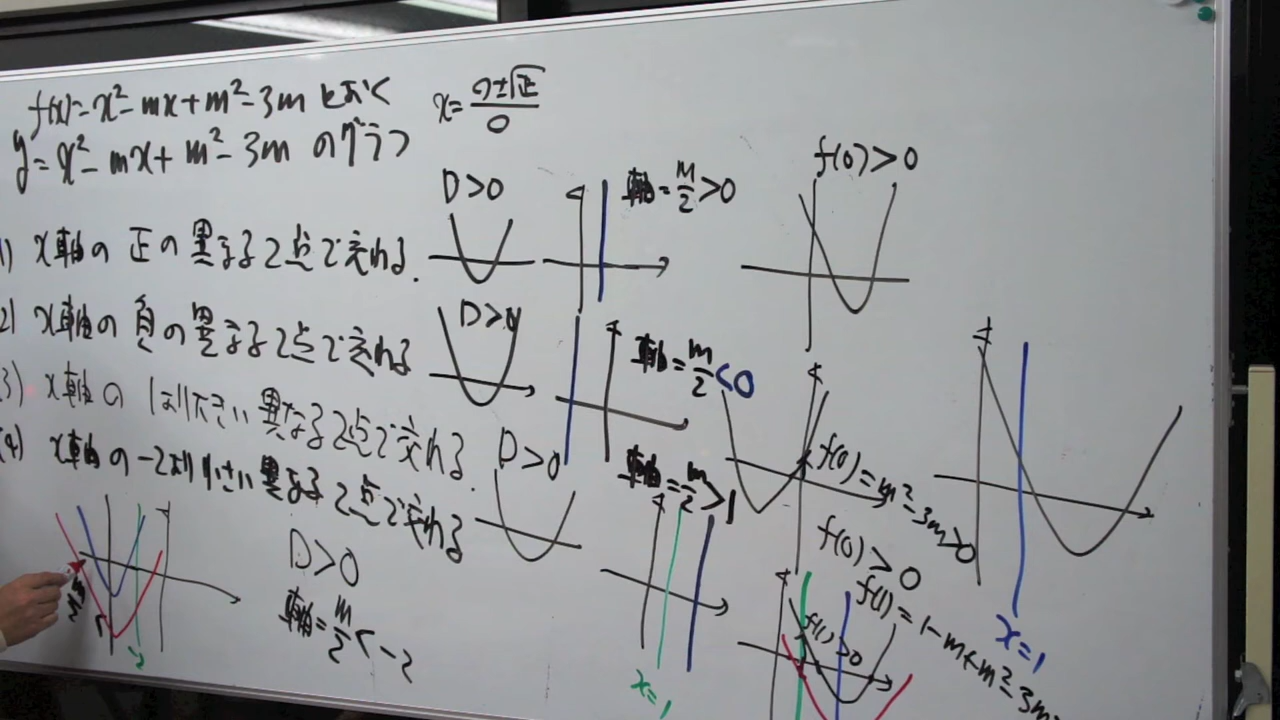 f(x)=x²-mx+m²-3mとおく
y=x²-mx+m²-3m のグラフ
x=
1) x軸の 正の 異なる2点で交わる.
D>0
軸=m/2>0
f(0)>0
2) x軸の 負の 異なる2点で交わる
D>0
軸=m/2<0
f(0)=m²-3m>0
3) x軸の 1より大きい 異なる2点で交わる.
D>0
軸=m/2>1
x=1
f(0)>0
f(1)=1-m+m²-3m
f(1)>0
x=1
(4) x軸の-2より小さい異なる2点で交わる
D>0
軸=m/2<-2
-2